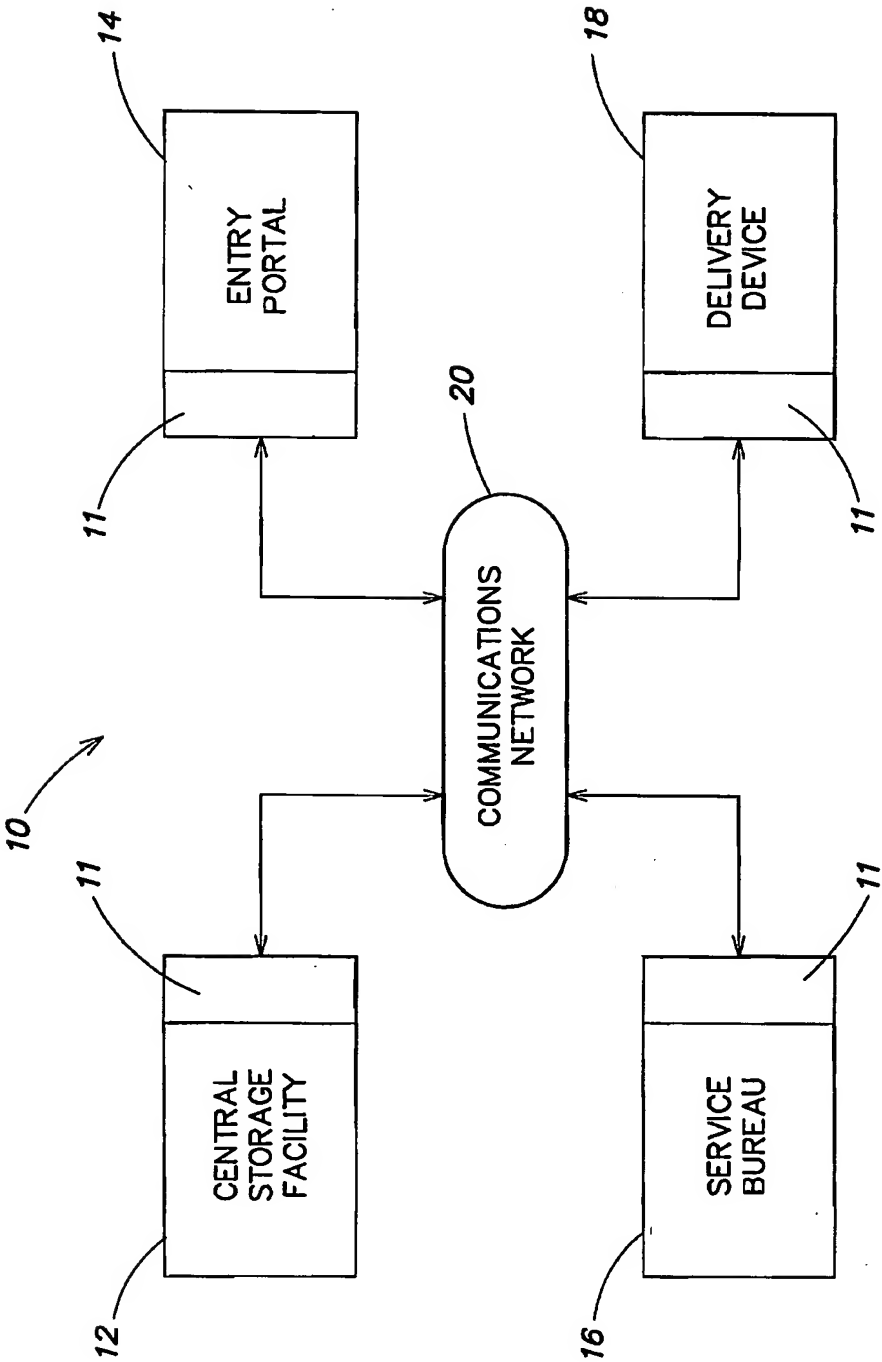 10
12
CENTRAL
STORAGE
FACILITY
11
11
ENTRY
PORTAL
14
COMMUNICATIONS
NETWORK
20
16
SERVICE
BUREAU
11
11
DELIVERY
DEVICE
18